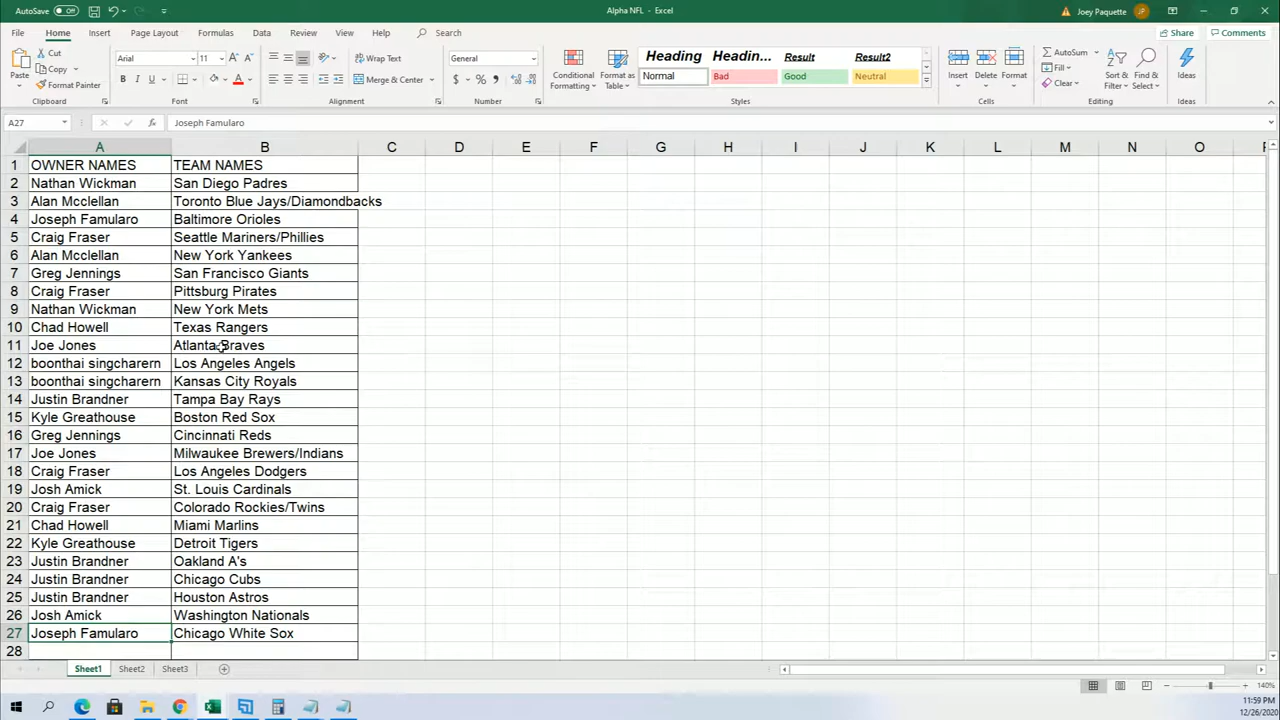 AutoSave Off Alpha NFL - Excel Joey Paquette JP
File Home Insert Page Layout Formulas Data Review View Help Search Share Comments
Cut Arial 11 Wrap Text General Heading Headin... Result Result2 AutoSum
Paste Copy Format Painter B I U Merge & Center $ % Conditional Formatting Format as Table Normal Bad Good Neutral Insert Delete Format Fill Clear Sort & Filter Find & Select Ideas
Clipboard Font Alignment Number Styles Cells Editing Ideas
A27 fx Joseph Famularo
A B C D E F G H I J K L M N O
1 OWNER NAMES TEAM NAMES
2 Nathan Wickman San Diego Padres
3 Alan Mcclellan Toronto Blue Jays/Diamondbacks
4 Joseph Famularo Baltimore Orioles
5 Craig Fraser Seattle Mariners/Phillies
6 Alan Mcclellan New York Yankees
7 Greg Jennings San Francisco Giants
8 Craig Fraser Pittsburg Pirates
9 Nathan Wickman New York Mets
10 Chad Howell Texas Rangers
11 Joe Jones Atlanta Braves
12 boonthai singcharern Los Angeles Angels
13 boonthai singcharern Kansas City Royals
14 Justin Brandner Tampa Bay Rays
15 Kyle Greathouse Boston Red Sox
16 Greg Jennings Cincinnati Reds
17 Joe Jones Milwaukee Brewers/Indians
18 Craig Fraser Los Angeles Dodgers
19 Josh Amick St. Louis Cardinals
20 Craig Fraser Colorado Rockies/Twins
21 Chad Howell Miami Marlins
22 Kyle Greathouse Detroit Tigers
23 Justin Brandner Oakland A's
24 Justin Brandner Chicago Cubs
25 Justin Brandner Houston Astros
26 Josh Amick Washington Nationals
27 Joseph Famularo Chicago White Sox
28
Sheet1 Sheet2 Sheet3
140%
11:59 PM
12/26/2020